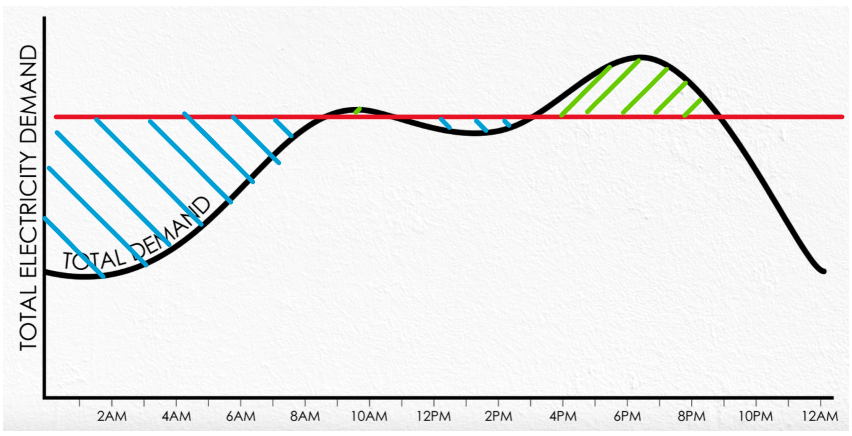 TOTAL ELECTRICITY DEMAND
TOTAL DEMAND
2AM 4AM 6AM 8AM 10AM 12PM 2PM 4PM 6PM 8PM 10PM 12AM